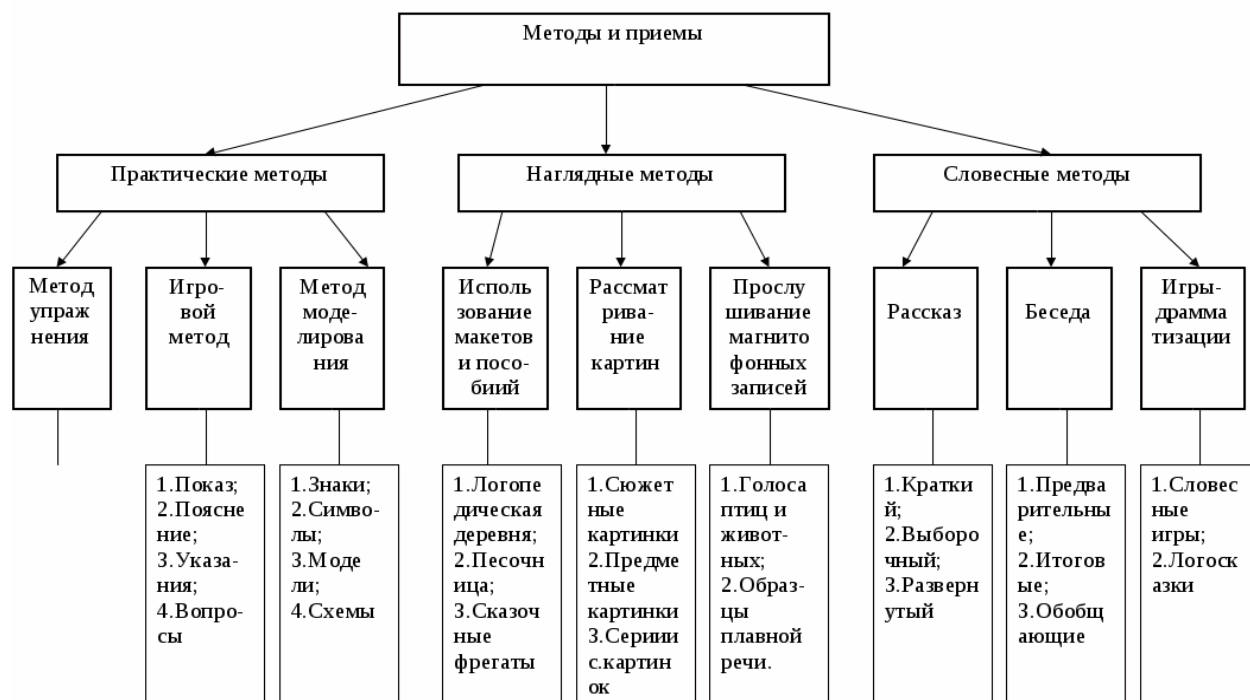 Методы и приемы
Практические методы
Наглядные методы
Словесные методы
Метод
упраж
нения
Игро-
вой
метод
Метод
моде-
лирова
ния
Исполь
зование
макетов
и посо-
биий
Рассмат
рива-
ние
картин
Прослу
шивание
магнито
фонных
записей
Рассказ
Беседа
Игры-
драмма
тизации
1.Показ;
2.Поясне
ние;
3.Указа-
ния;
4.Вопро-
сы
1.Знаки;
2.Симво-
лы;
3.Моде
ли;
4.Схемы
1.Логопе
дическая
деревня;
2.Песочн
ица;
3.Сказоч
ные
фрегаты
1.Сюжет
ные
картинки
2.Предме
тные
картинки
3.Сериии
с.картин
ок
1.Голоса
птиц и
живот-
ных;
2.Образ-
цы
плавной
речи.
1.Кратки
й;
2.Выборо
чный;
3.Разверн
утый
1.Предва
рительны
е;
2.Итогов
ые;
3.Обобщ
ающие
1.Словес
ные
игры;
2.Логоск
азки